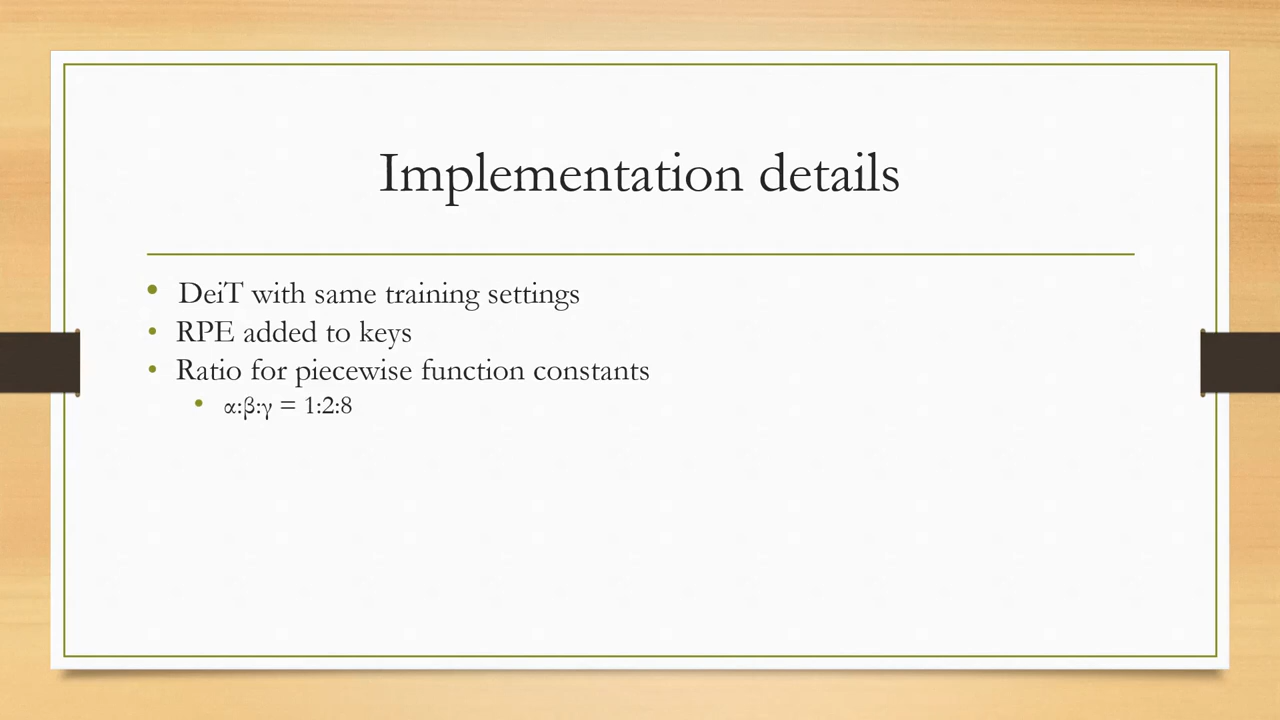 Implementation details
• DeiT with same training settings
• RPE added to keys
• Ratio for piecewise function constants
• α:β:γ = 1:2:8